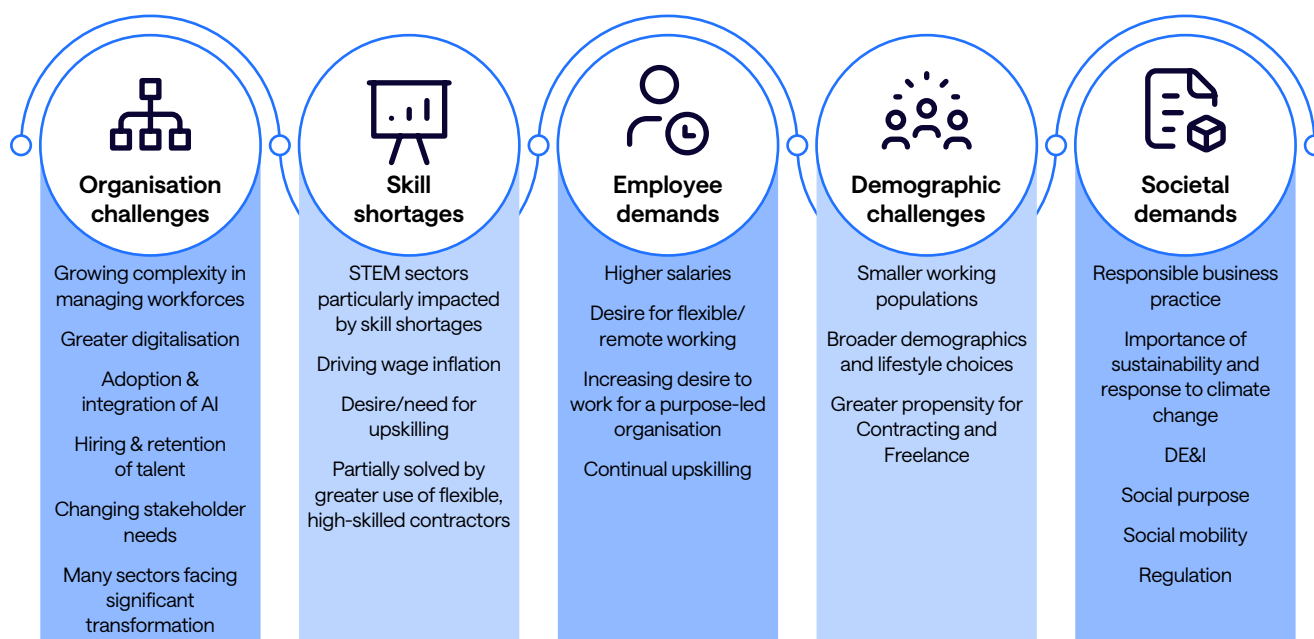 Organisation
challenges
Growing complexity in
managing workforces
Greater digitalisation
Adoption &
integration of AI
Hiring & retention
of talent
Changing stakeholder
needs
Many sectors facing
significant
transformation
Skill
shortages
STEM sectors
particularly impacted
by skill shortages
Driving wage inflation
Desire/need for
upskilling
Partially solved by
greater use of flexible,
high-skilled contractors
Employee
demands
Higher salaries
Desire for flexible/
remote working
Increasing desire to
work for a purpose-led
organisation
Continual upskilling
Demographic
challenges
Smaller working
populations
Broader demographics
and lifestyle choices
Greater propensity for
Contracting and
Freelance
Societal
demands
Responsible business
practice
Importance of
sustainability and
response to climate
change
DE&I
Social purpose
Social mobility
Regulation